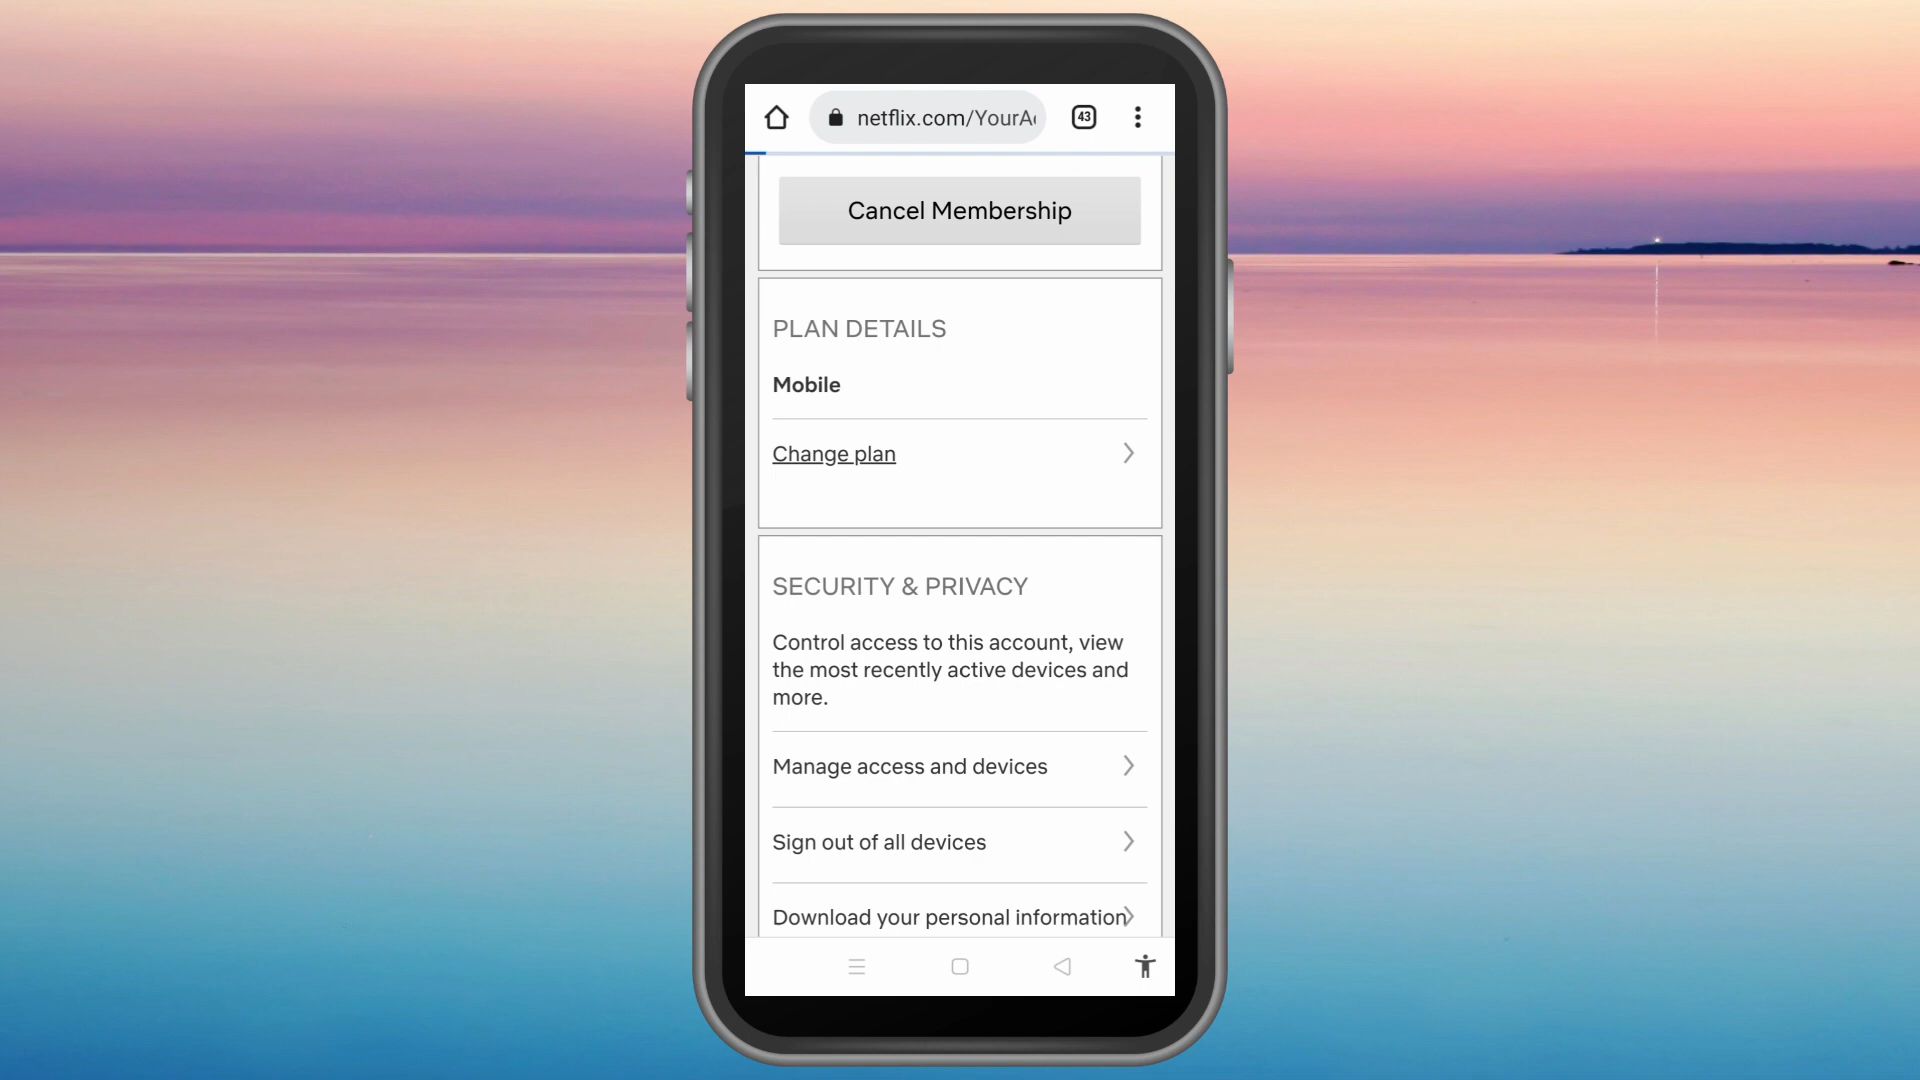 netflix.com/YourA
43
Cancel Membership
PLAN DETAILS
Mobile
Change plan
SECURITY & PRIVACY
Control access to this account, view
the most recently active devices and
more.
Manage access and devices
Sign out of all devices
Download your personal information